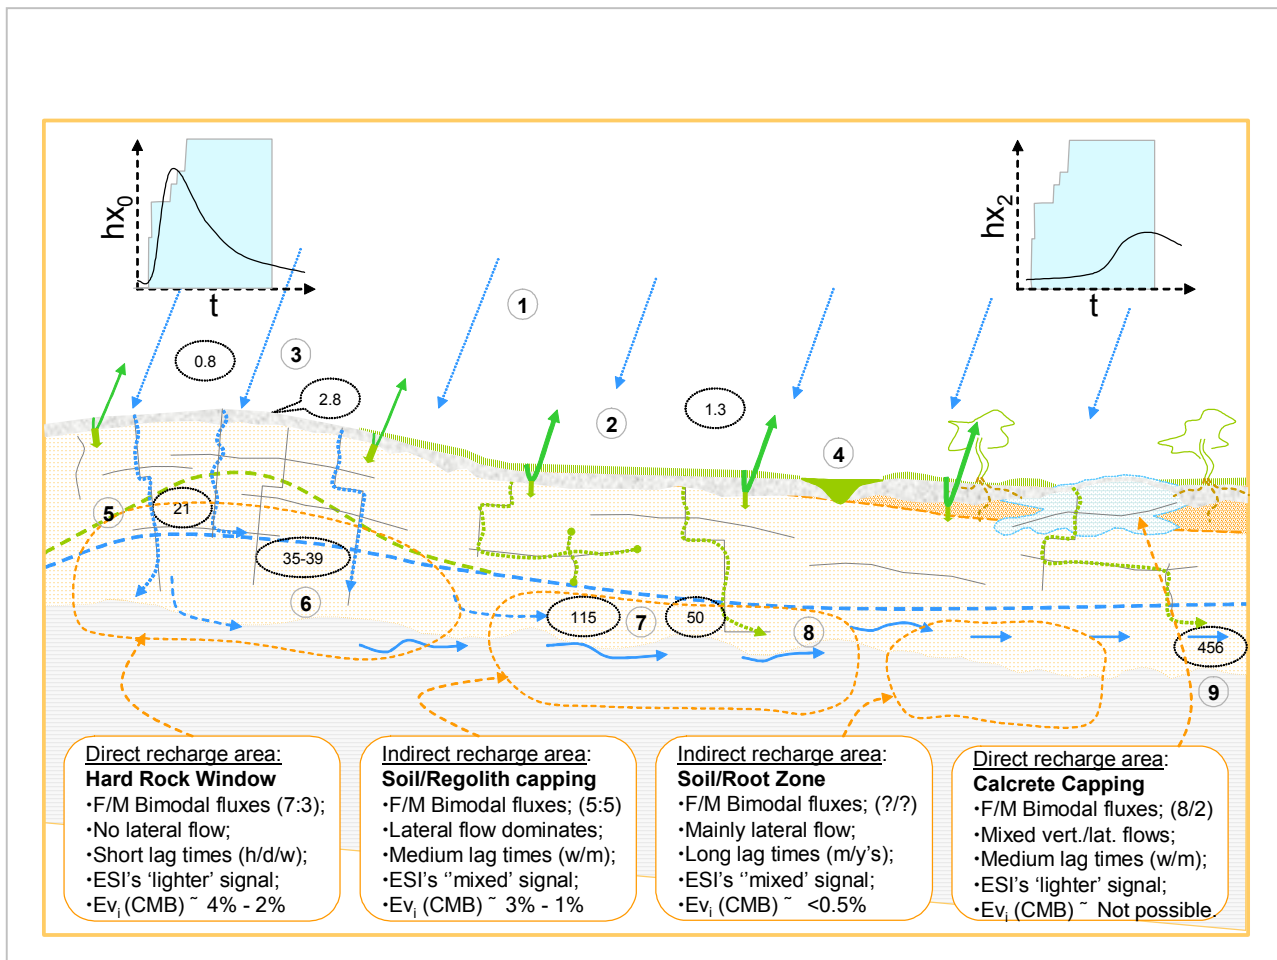 hx0
t
hx2
t
1
3
0.8
2.8
2
1.3
4
5
21
35-39
6
115
7
50
8
456
9
Direct recharge area:
Hard Rock Window
·F/M Bimodal fluxes (7:3);
·No lateral flow;
·Short lag times (h/d/w);
·ESI's ‘lighter’ signal;
·Evi (CMB) ~ 4% - 2%
Indirect recharge area:
Soil/Regolith capping
·F/M Bimodal fluxes; (5:5)
·Lateral flow dominates;
·Medium lag times (w/m);
·ESI's ‘’mixed’ signal;
·Evi (CMB) ~ 3% - 1%
Indirect recharge area:
Soil/Root Zone
·F/M Bimodal fluxes; (?/?)
·Mainly lateral flow;
·Long lag times (m/y's);
·ESI's ‘’mixed’ signal;
·Evi (CMB) ~ <0.5%
Direct recharge area:
Calcrete Capping
·F/M Bimodal fluxes; (8/2)
·Mixed vert./lat. flows;
·Medium lag times (w/m);
·ESI's ‘lighter’ signal;
·Evi (CMB) ~ Not possible.